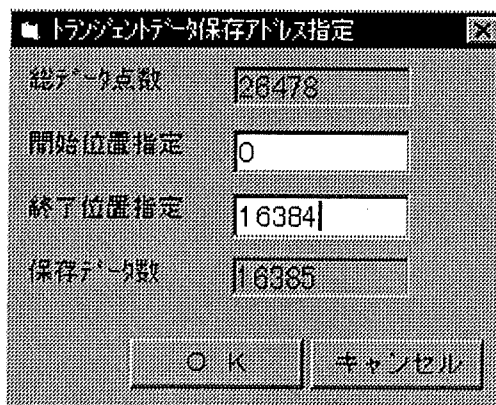 トランジェントデータ保存アドレス指定
総データ点数 26478
開始位置指定 0
終了位置指定 16384
保存データ数 16385
OK キャンセル